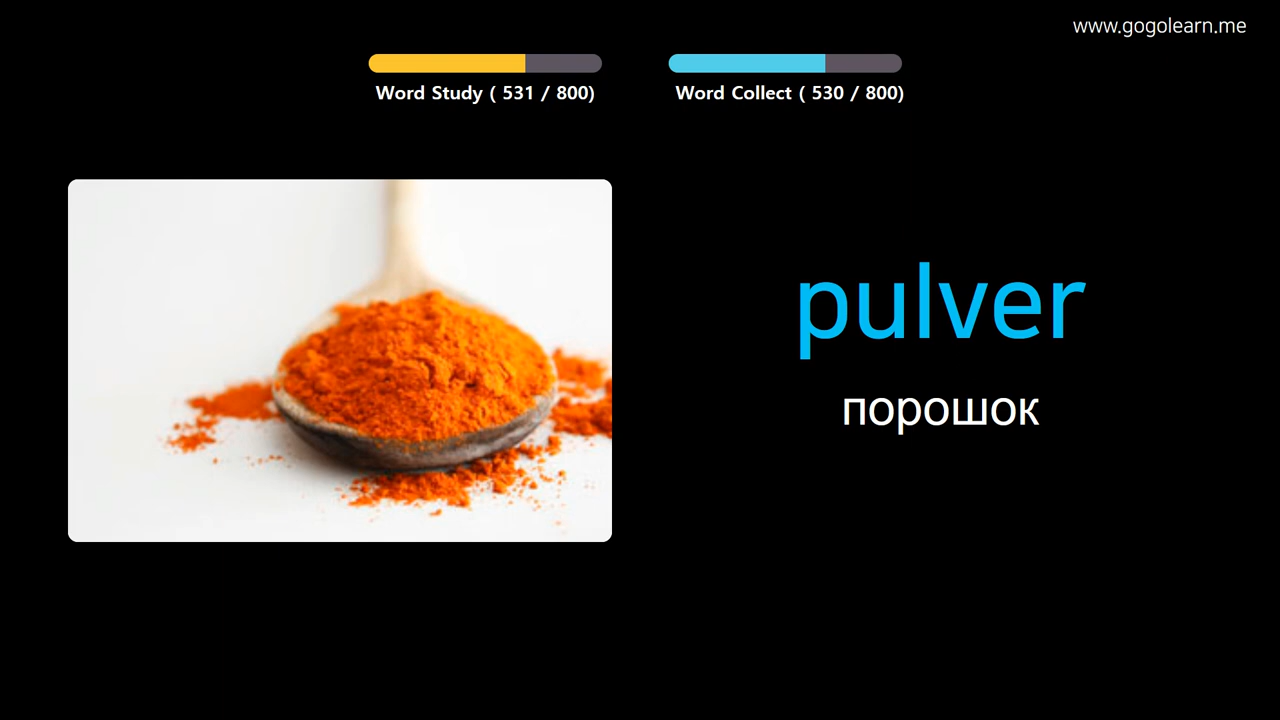 www.gogolearn.me
Word Study ( 531 / 800)
Word Collect ( 530 / 800)
pulver
порошок